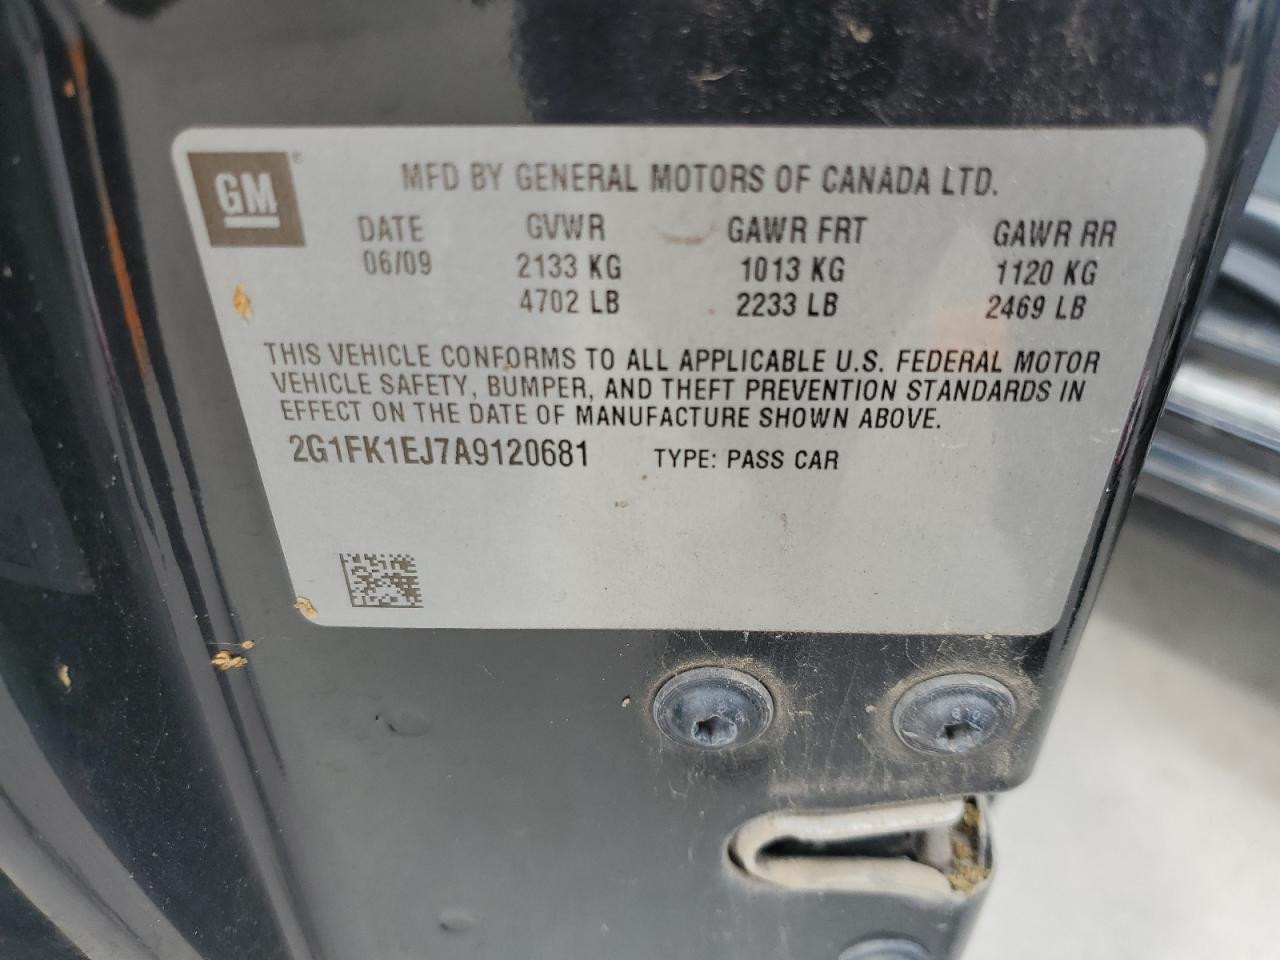 GM ®
MFD BY GENERAL MOTORS OF CANADA LTD.
DATE GVWR GAWR FRT GAWR RR
06/09 2133 KG 1013 KG 1120 KG
4702 LB 2233 LB 2469 LB
THIS VEHICLE CONFORMS TO ALL APPLICABLE U.S. FEDERAL MOTOR
VEHICLE SAFETY, BUMPER, AND THEFT PREVENTION STANDARDS IN
EFFECT ON THE DATE OF MANUFACTURE SHOWN ABOVE.
2G1FK1EJ7A9120681 TYPE: PASS CAR